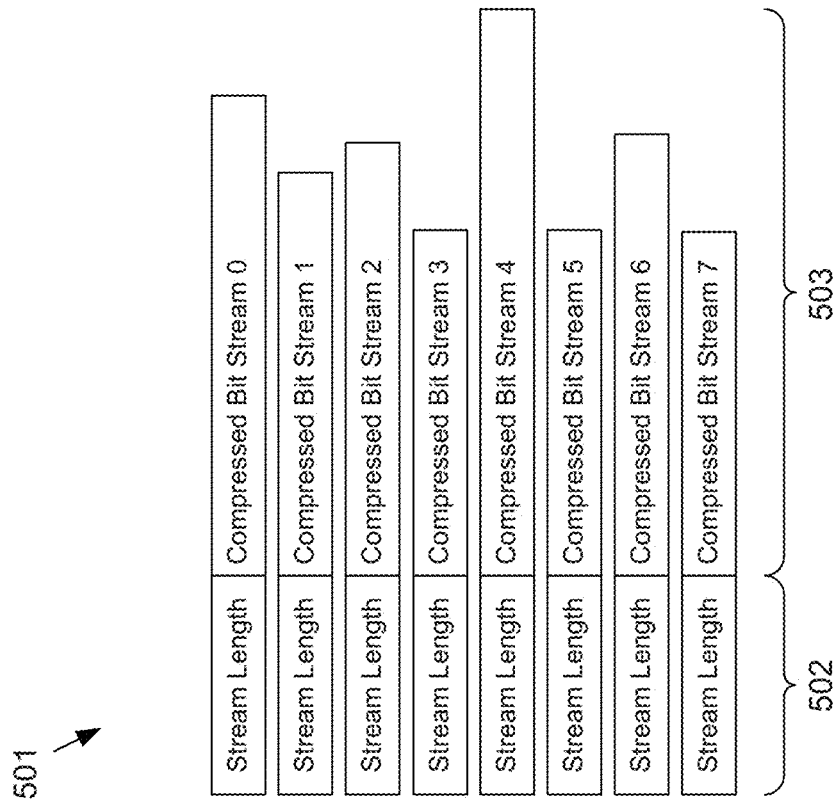 501
Stream Length Compressed Bit Stream 0
Stream Length Compressed Bit Stream 1
Stream Length Compressed Bit Stream 2
Stream Length Compressed Bit Stream 3
Stream Length Compressed Bit Stream 4
Stream Length Compressed Bit Stream 5
Stream Length Compressed Bit Stream 6
Stream Length Compressed Bit Stream 7
502 503